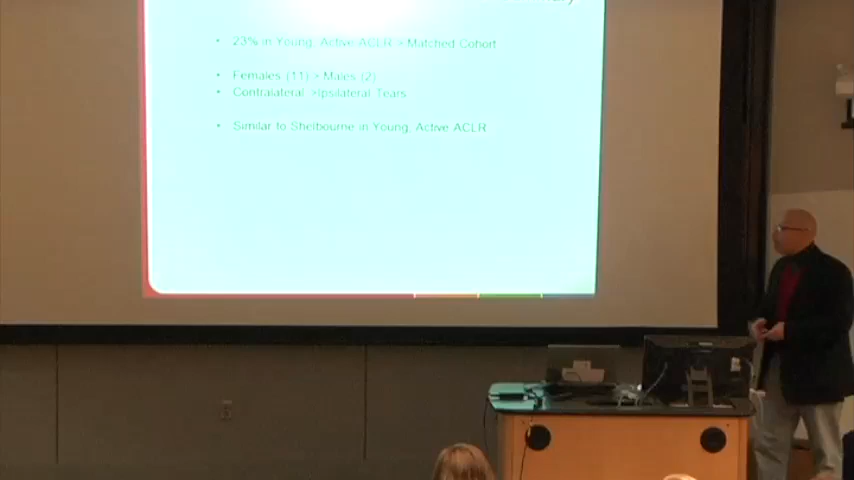 • 23% in Young, Active ACLR > Matched Cohort
• Females (11) > Males (2)
• Contralateral >Ipsilateral Tears
• Similar to Shelbourne in Young, Active ACLR